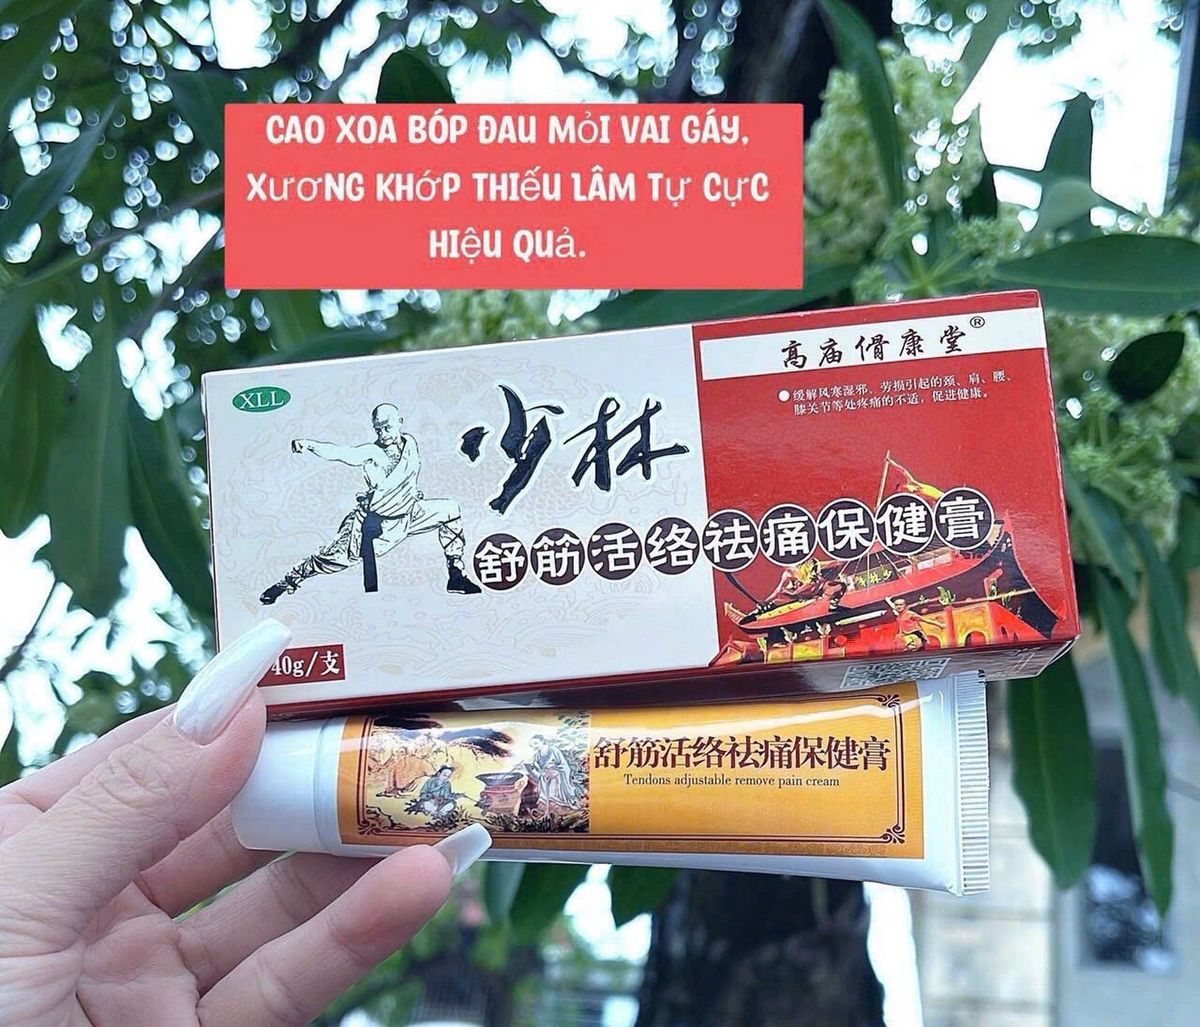 CAO XOA BÓP ĐAU MỎI VAI GÁY,
XƯƠNG KHỚP THIẾU LÂM TỰ CỰC
HIỆU QUẢ.
XLL
少林
舒筋活络祛痛保健膏
高庙傦康堂®
●缓解风寒湿邪、劳损引起的颈、肩、腰、
膝关节等处疼痛的不适,促进健康。
40g/支
舒筋活络祛痛保健膏
Tendons adjustable remove pain cream